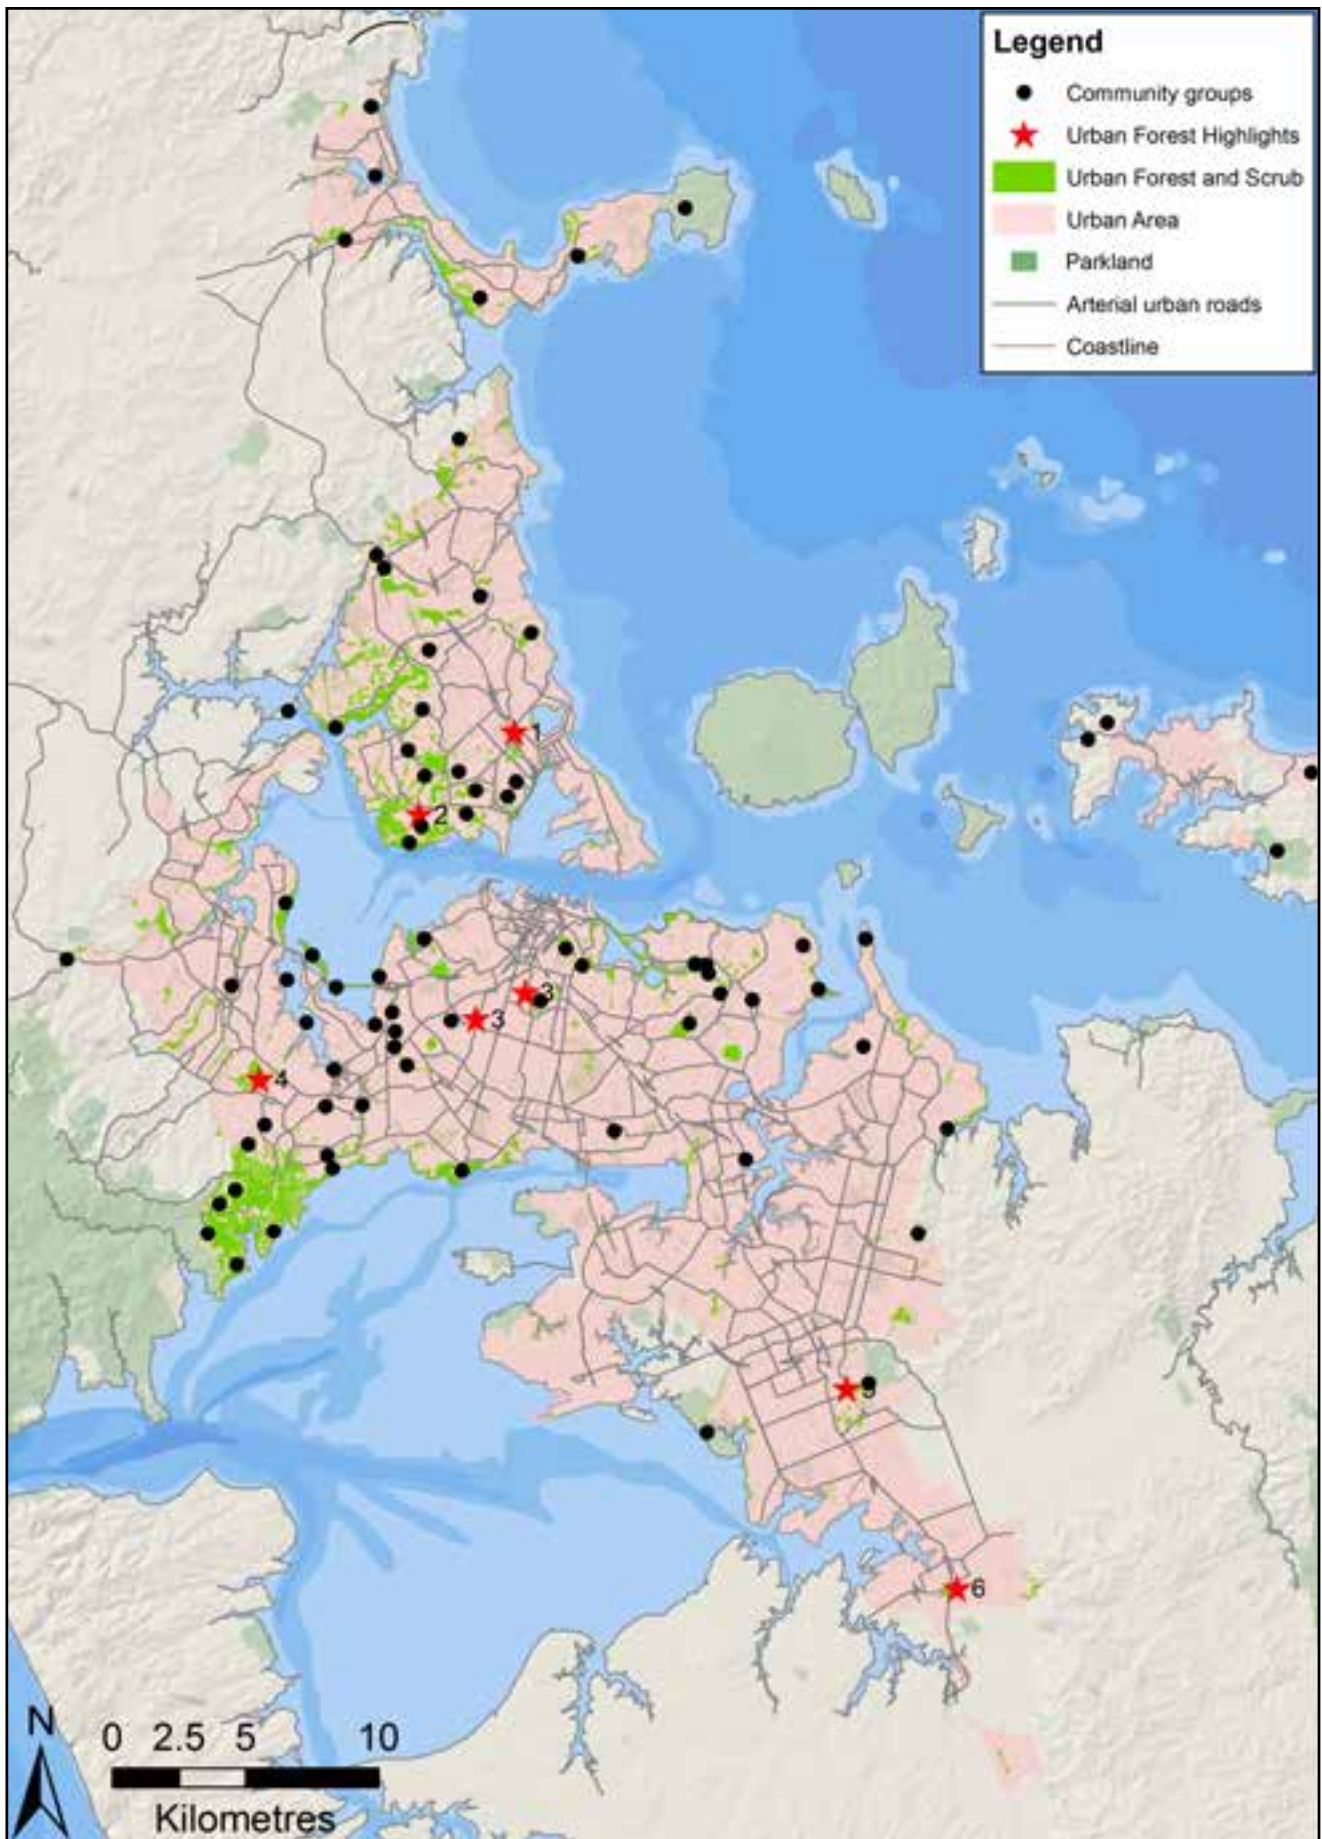 Legend
Community groups
Urban Forest Highlights
Urban Forest and Scrub
Urban Area
Parkland
Arterial urban roads
Coastline
1
2
3
3
4
5
6
N
0 2.5 5 10
Kilometres